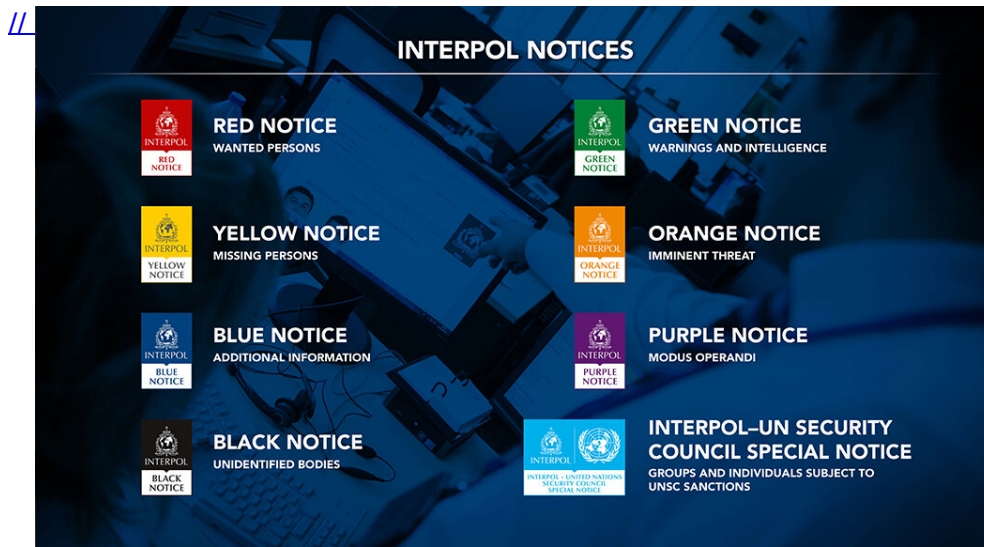 //
INTERPOL NOTICES
INTERPOL
RED
NOTICE
RED NOTICE
WANTED PERSONS
INTERPOL
GREEN
NOTICE
GREEN NOTICE
WARNINGS AND INTELLIGENCE
INTERPOL
YELLOW
NOTICE
YELLOW NOTICE
MISSING PERSONS
INTERPOL
ORANGE
NOTICE
ORANGE NOTICE
IMMINENT THREAT
INTERPOL
BLUE
NOTICE
BLUE NOTICE
ADDITIONAL INFORMATION
INTERPOL
PURPLE
NOTICE
PURPLE NOTICE
MODUS OPERANDI
INTERPOL
BLACK
NOTICE
BLACK NOTICE
UNIDENTIFIED BODIES
INTERPOL
INTERPOL - UNITED NATIONS
SECURITY COUNCIL
SPECIAL NOTICE
INTERPOL–UN SECURITY
COUNCIL SPECIAL NOTICE
GROUPS AND INDIVIDUALS SUBJECT TO
UNSC SANCTIONS